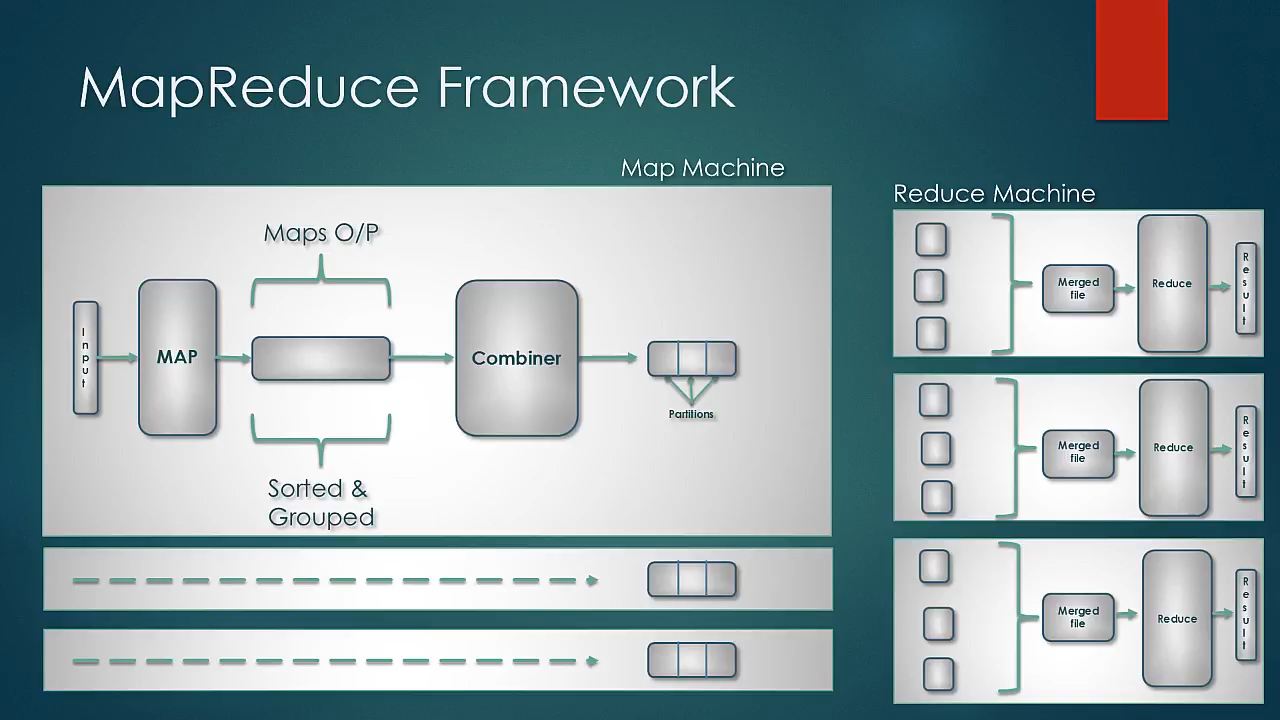 MapReduce Framework
Map Machine
Maps O/P
Input
MAP
Combiner
Partitions
Sorted &
Grouped
Reduce Machine
Merged
file
Reduce
Result
Merged
file
Reduce
Result
Merged
file
Reduce
Result